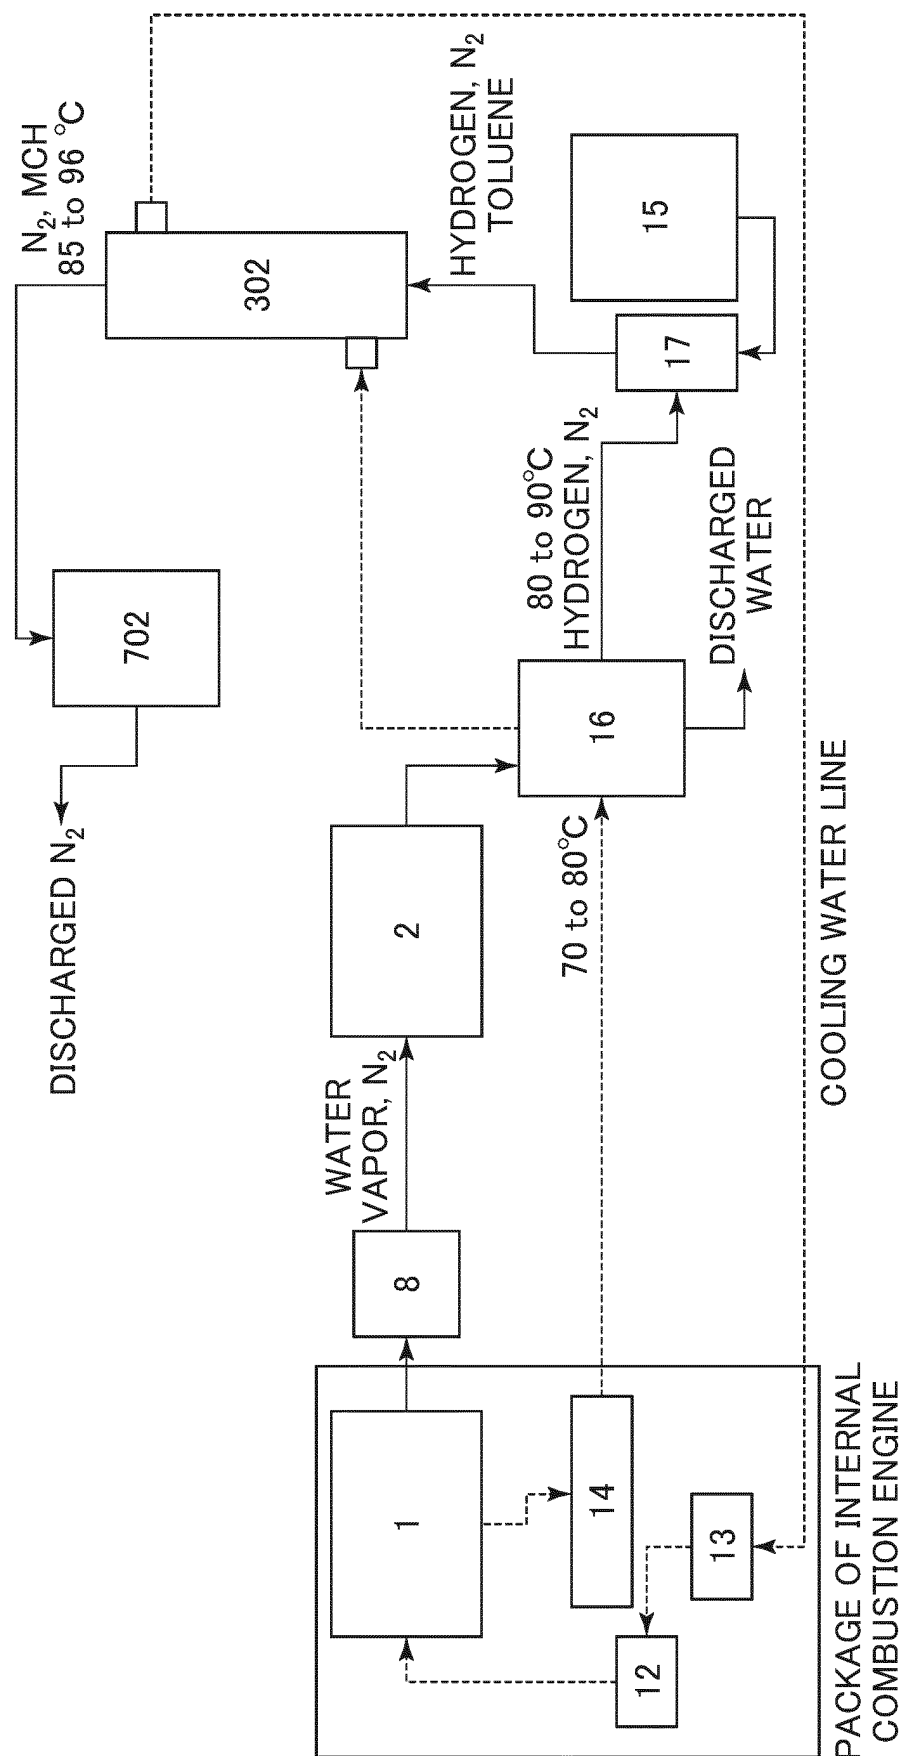 N2, MCH
85 to 96 °C
302
HYDROGEN, N2
TOLUENE
15
17
702
80 to 90°C
HYDROGEN, N2
DISCHARGED
WATER
16
DISCHARGED N2
2
70 to 80°C
WATER
VAPOR, N2
8
COOLING WATER LINE
1
14
13
12
PACKAGE OF INTERNAL
COMBUSTION ENGINE